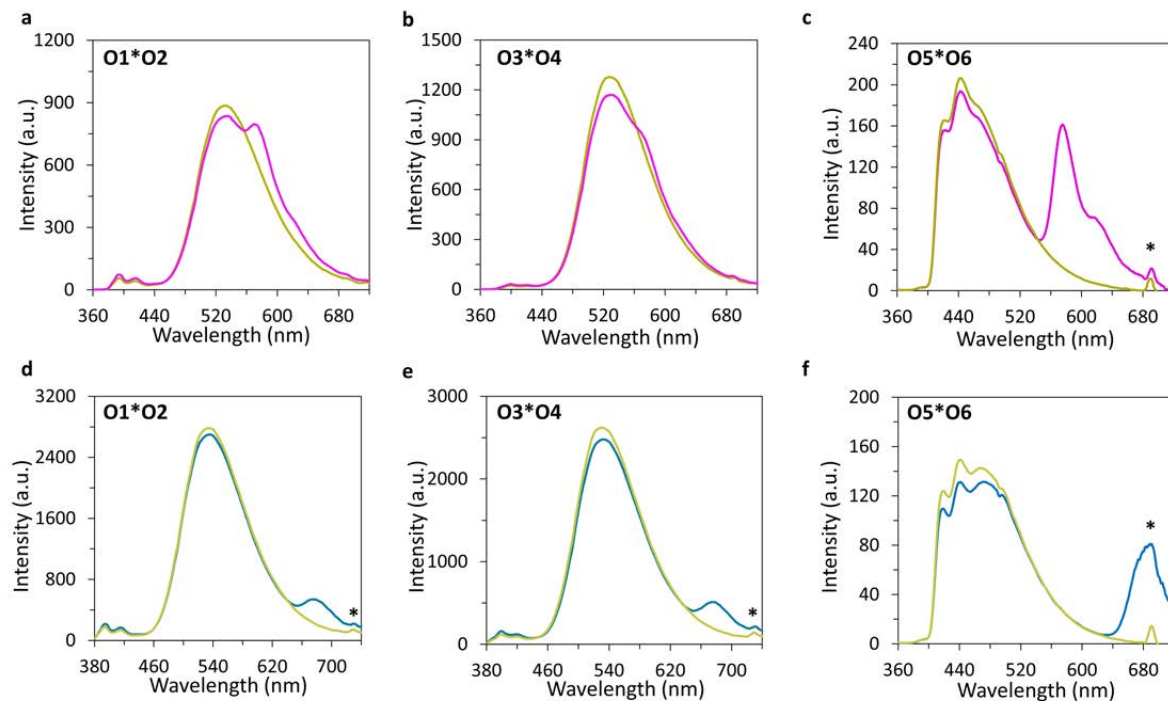 a
O1*O2
Intensity (a.u.)
1200
900
600
300
0
360 440 520 600 680
Wavelength (nm)
b
O3*O4
Intensity (a.u.)
1500
1200
900
600
300
0
360 440 520 600 680
Wavelength (nm)
c
O5*O6
Intensity (a.u.)
240
200
160
120
80
40
0
*
360 440 520 600 680
Wavelength (nm)
d
O1*O2
Intensity (a.u.)
3200
2400
1600
800
0
*
380 460 540 620 700
Wavelength (nm)
e
O3*O4
Intensity (a.u.)
3000
2000
1000
0
*
380 460 540 620 700
Wavelength (nm)
f
O5*O6
Intensity (a.u.)
200
160
120
80
40
0
*
360 440 520 600 680
Wavelength (nm)